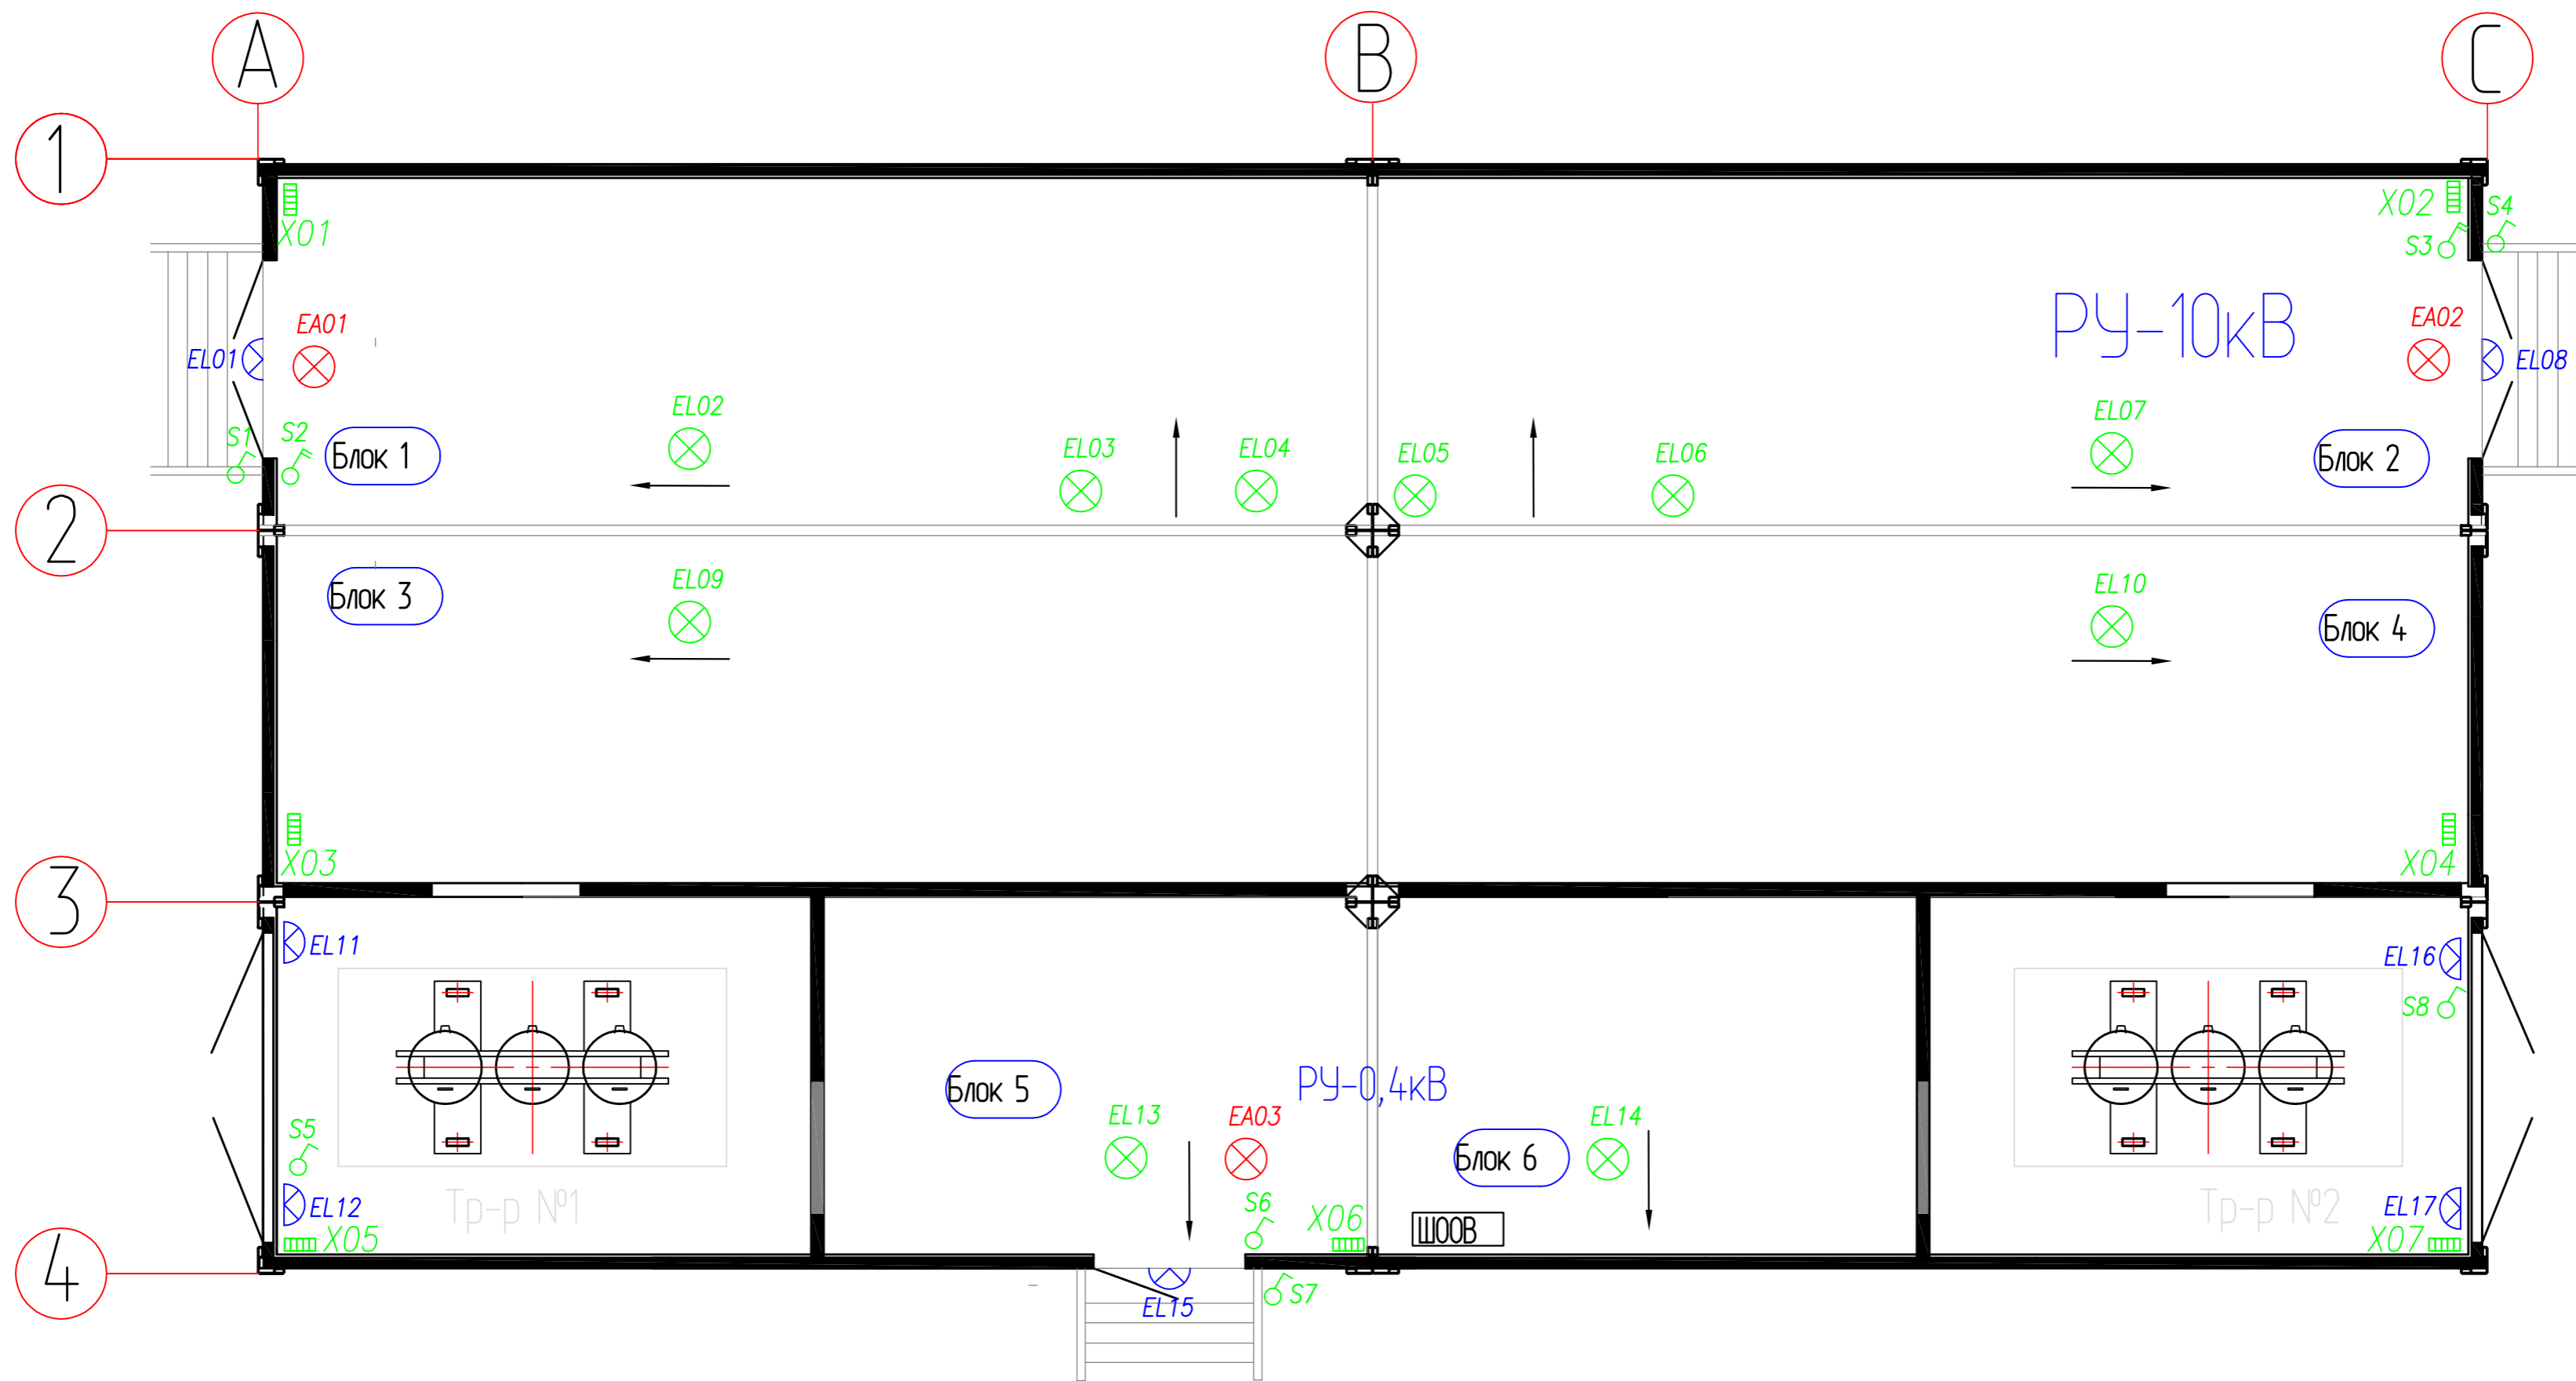 A
B
C
1
X01
X02
S4
S3
РУ-10кВ
EA01
EA02
EL01
EL08
EL02
EL07
S1
S2
Блок 1
EL03
EL04
EL05
EL06
Блок 2
2
Блок 3
EL09
EL10
Блок 4
X03
X04
3
EL11
EL16
S8
Блок 5
РУ-0,4кВ
S5
EL13
EA03
EL14
Блок 6
EL12
Тр-р №1
S6
X06
ШООВ
Тр-р №2
EL17
X05
X07
4
EL15
S7